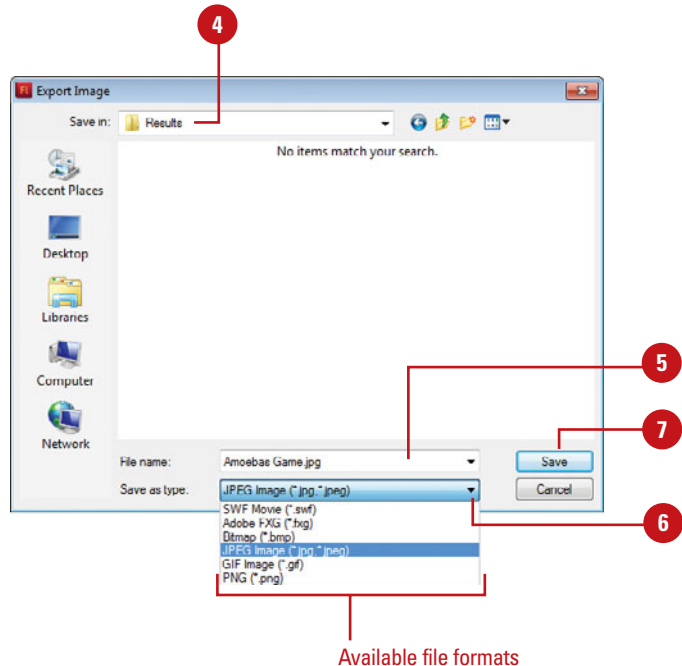 4
FL Export Image
Save in: Results
Recent Places
Desktop
Libraries
Computer
Network
No items match your search.
5
7
File name: Amoebas Game.jpg Save
Save as type: JPEG Image (*.jpg,*.jpeg) Cancel
6
SWF Movie (*.swf)
Adobe FXG (*.fxg)
Bitmap (*.bmp)
JPEG Image (*.jpg,*.jpeg)
GIF Image (*.gif)
PNG (*.png)
Available file formats